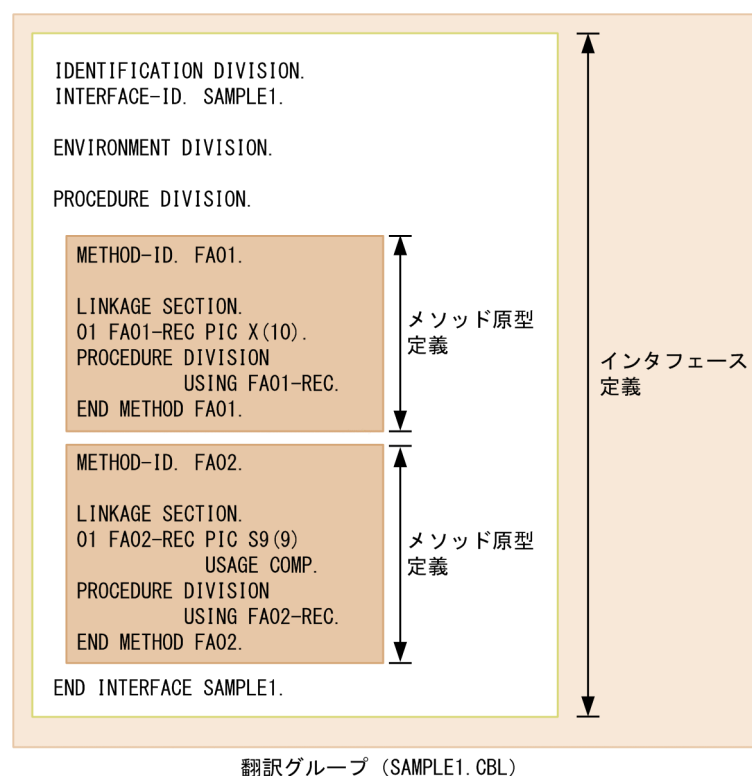 IDENTIFICATION DIVISION.
INTERFACE-ID. SAMPLE1.
ENVIRONMENT DIVISION.
PROCEDURE DIVISION.
METHOD-ID. FA01.
LINKAGE SECTION.
01 FA01-REC PIC X(10).
PROCEDURE DIVISION
USING FA01-REC.
END METHOD FA01.
メソッド原型
定義
METHOD-ID. FA02.
LINKAGE SECTION.
01 FA02-REC PIC S9(9)
USAGE COMP.
PROCEDURE DIVISION
USING FA02-REC.
END METHOD FA02.
メソッド原型
定義
END INTERFACE SAMPLE1.
インタフェース
定義
翻訳グループ (SAMPLE1.CBL)